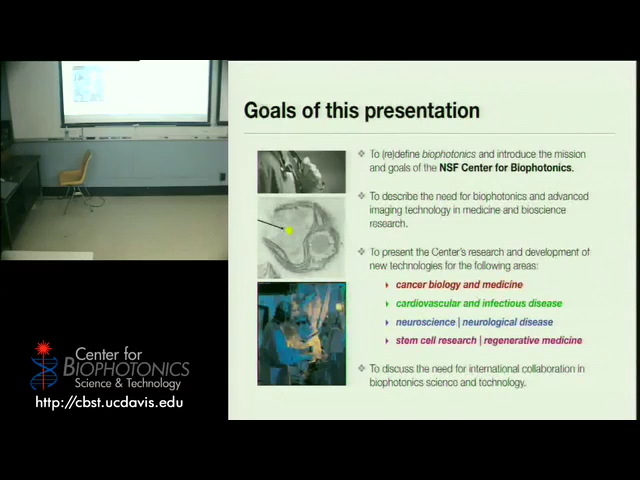 Goals of this presentation
To (re)define biophotonics and introduce the mission
and goals of the NSF Center for Biophotonics.
To describe the need for biophotonics and advanced
imaging technology in medicine and bioscience
research.
To present the Center's research and development of
new technologies for the following areas:
cancer biology and medicine
cardiovascular and infectious disease
neuroscience | neurological disease
stem cell research | regenerative medicine
To discuss the need for international collaboration in
biophotonics science and technology.
Center for
BIOPHOTONICS
Science & Technology
http://cbst.ucdavis.edu